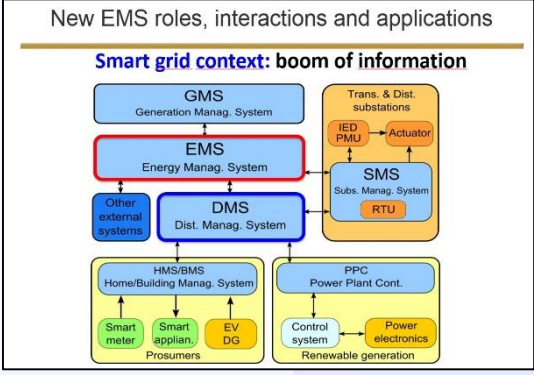 New EMS roles, interactions and applications
Smart grid context: boom of information
GMS
Generation Manag. System
EMS
Energy Manag. System
Other
external
systems
DMS
Dist. Manag. System
Trans. & Dist.
substations
IED
PMU
Actuator
SMS
Subs. Manag. System
RTU
HMS/BMS
Home/Building Manag. System
Smart
meter
Smart
applian.
EV
DG
Prosumers
PPC
Power Plant Cont.
Control
system
Power
electronics
Renewable generation